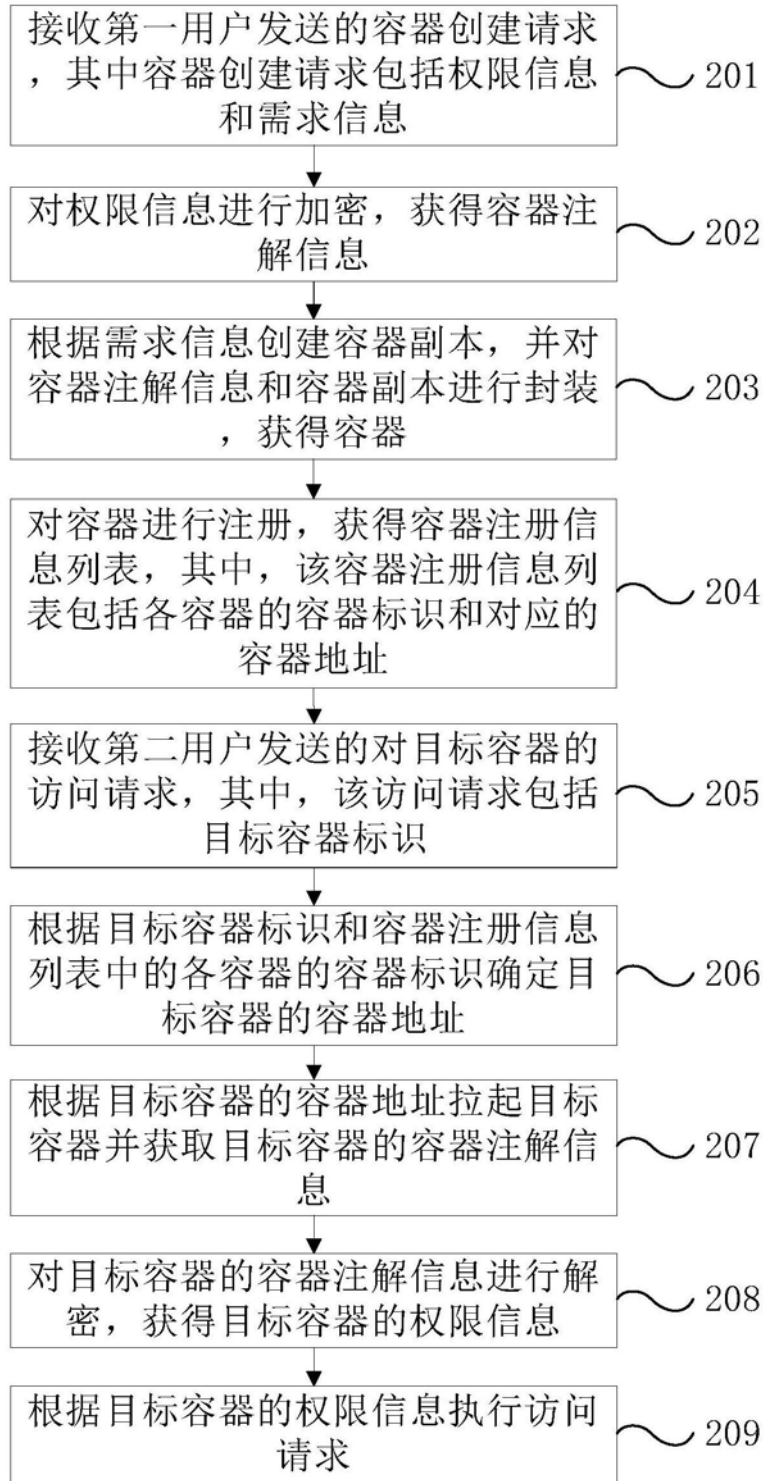 接收第一用户发送的容器创建请求
，其中容器创建请求包括权限信息
和需求信息
201
对权限信息进行加密，获得容器注
解信息
202
根据需求信息创建容器副本，并对
容器注解信息和容器副本进行封装
，获得容器
203
对容器进行注册，获得容器注册信
息列表，其中，该容器注册信息列
表包括各容器的容器标识和对应的
容器地址
204
接收第二用户发送的对目标容器的
访问请求，其中，该访问请求包括
目标容器标识
205
根据目标容器标识和容器注册信息
列表中的各容器的容器标识确定目
标容器的容器地址
206
根据目标容器的容器地址拉起目标
容器并获取目标容器的容器注解信
息
207
对目标容器的容器注解信息进行解
密，获得目标容器的权限信息
208
根据目标容器的权限信息执行访问
请求
209